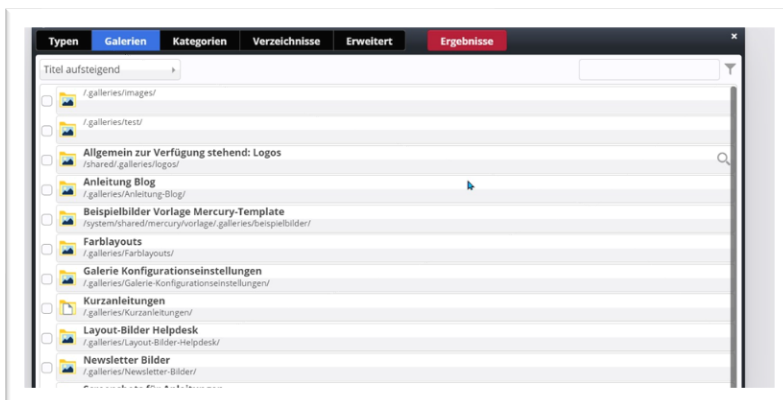 Typen Galerien Kategorien Verzeichnisse Erweitert Ergebnisse ×
Titel aufsteigend
/.galleries/images/
/.galleries/test/
Allgemein zur Verfügung stehend: Logos
/shared/.galleries/logos/
Anleitung Blog
/.galleries/Anleitung-Blog/
Beispielbilder Vorlage Mercury-Template
/system/shared/mercury/vorlage/.galleries/beispielbilder/
Farblayouts
/.galleries/Farblayouts/
Galerie Konfigurationseinstellungen
/.galleries/Galerie-Konfigurationseinstellungen/
Kurzanleitungen
/.galleries/Kurzanleitungen/
Layout-Bilder Helpdesk
/.galleries/Layout-Bilder-Helpdesk/
Newsletter Bilder
/.galleries/Newsletter-Bilder/